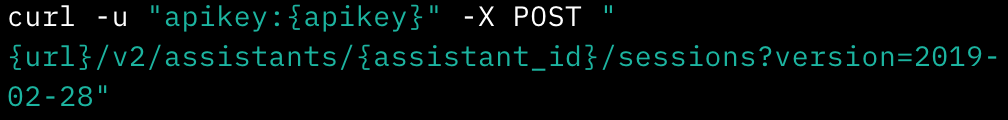 curl -u "apikey:{apikey}" -X POST "
{url}/v2/assistants/{assistant_id}/sessions?version=2019-
02-28"